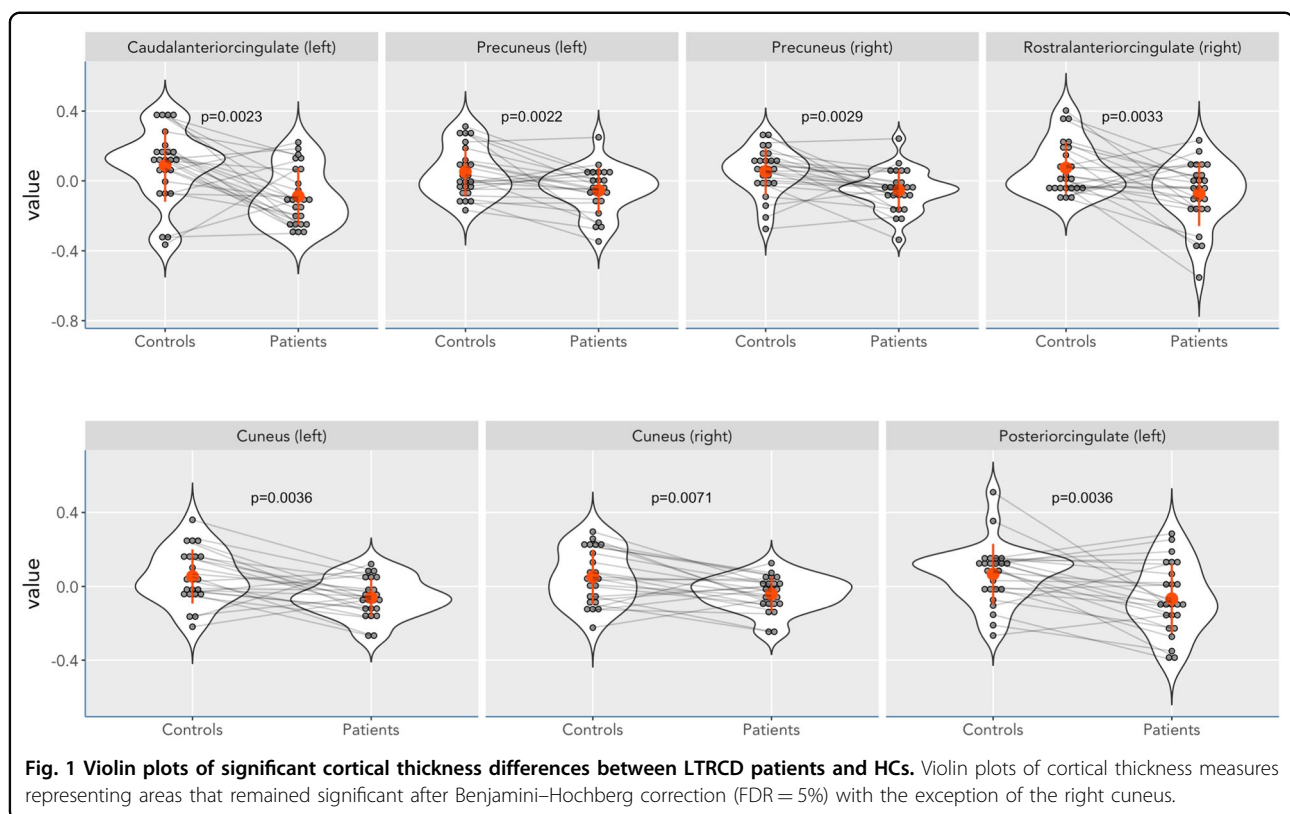 Caudalanteriorcingulate (left) Precuneus (left) Precuneus (right) Rostralanteriorcingulate (right)
0.4
p=0.0023 p=0.0022 p=0.0029 p=0.0033
0.0
value
-0.4
-0.8
Controls Patients Controls Patients Controls Patients Controls Patients
Cuneus (left) Cuneus (right) Posteriorcingulate (left)
p=0.0036 p=0.0071 p=0.0036
0.4
value
0.0
-0.4
Controls Patients Controls Patients Controls Patients
Fig. 1 Violin plots of significant cortical thickness differences between LTRCD patients and HCs. Violin plots of cortical thickness measures
representing areas that remained significant after Benjamini–Hochberg correction (FDR = 5%) with the exception of the right cuneus.